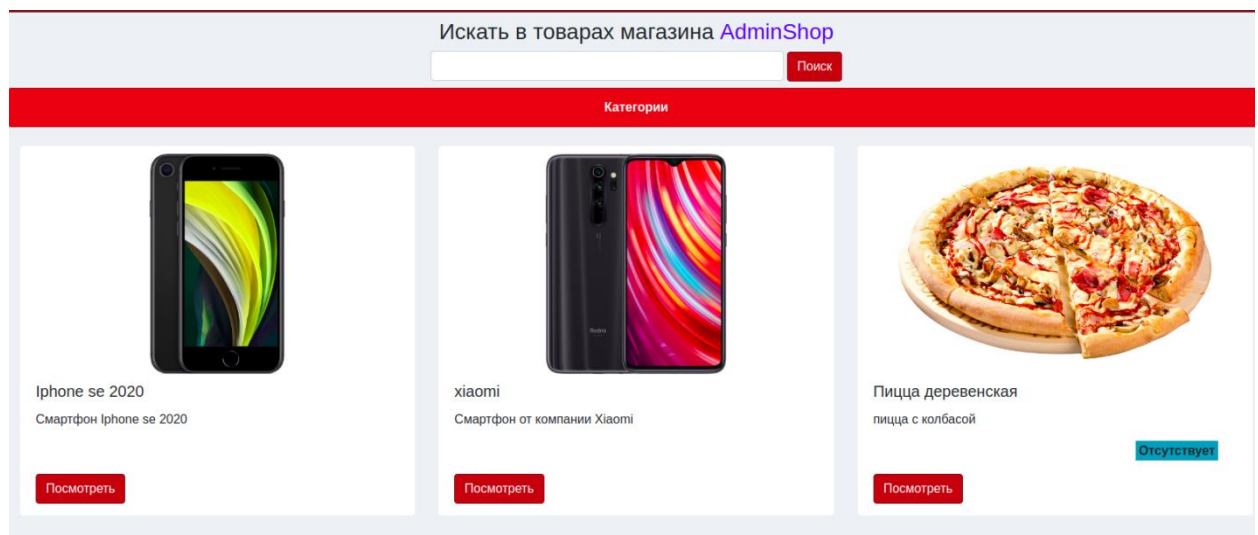 Искать в товарах магазина AdminShop
Поиск
Категории
Iphone se 2020
Смартфон Iphone se 2020
Посмотреть
Redmi
xiaomi
Смартфон от компании Xiaomi
Посмотреть
Пицца деревенская
пицца с колбасой
Отсутствует
Посмотреть